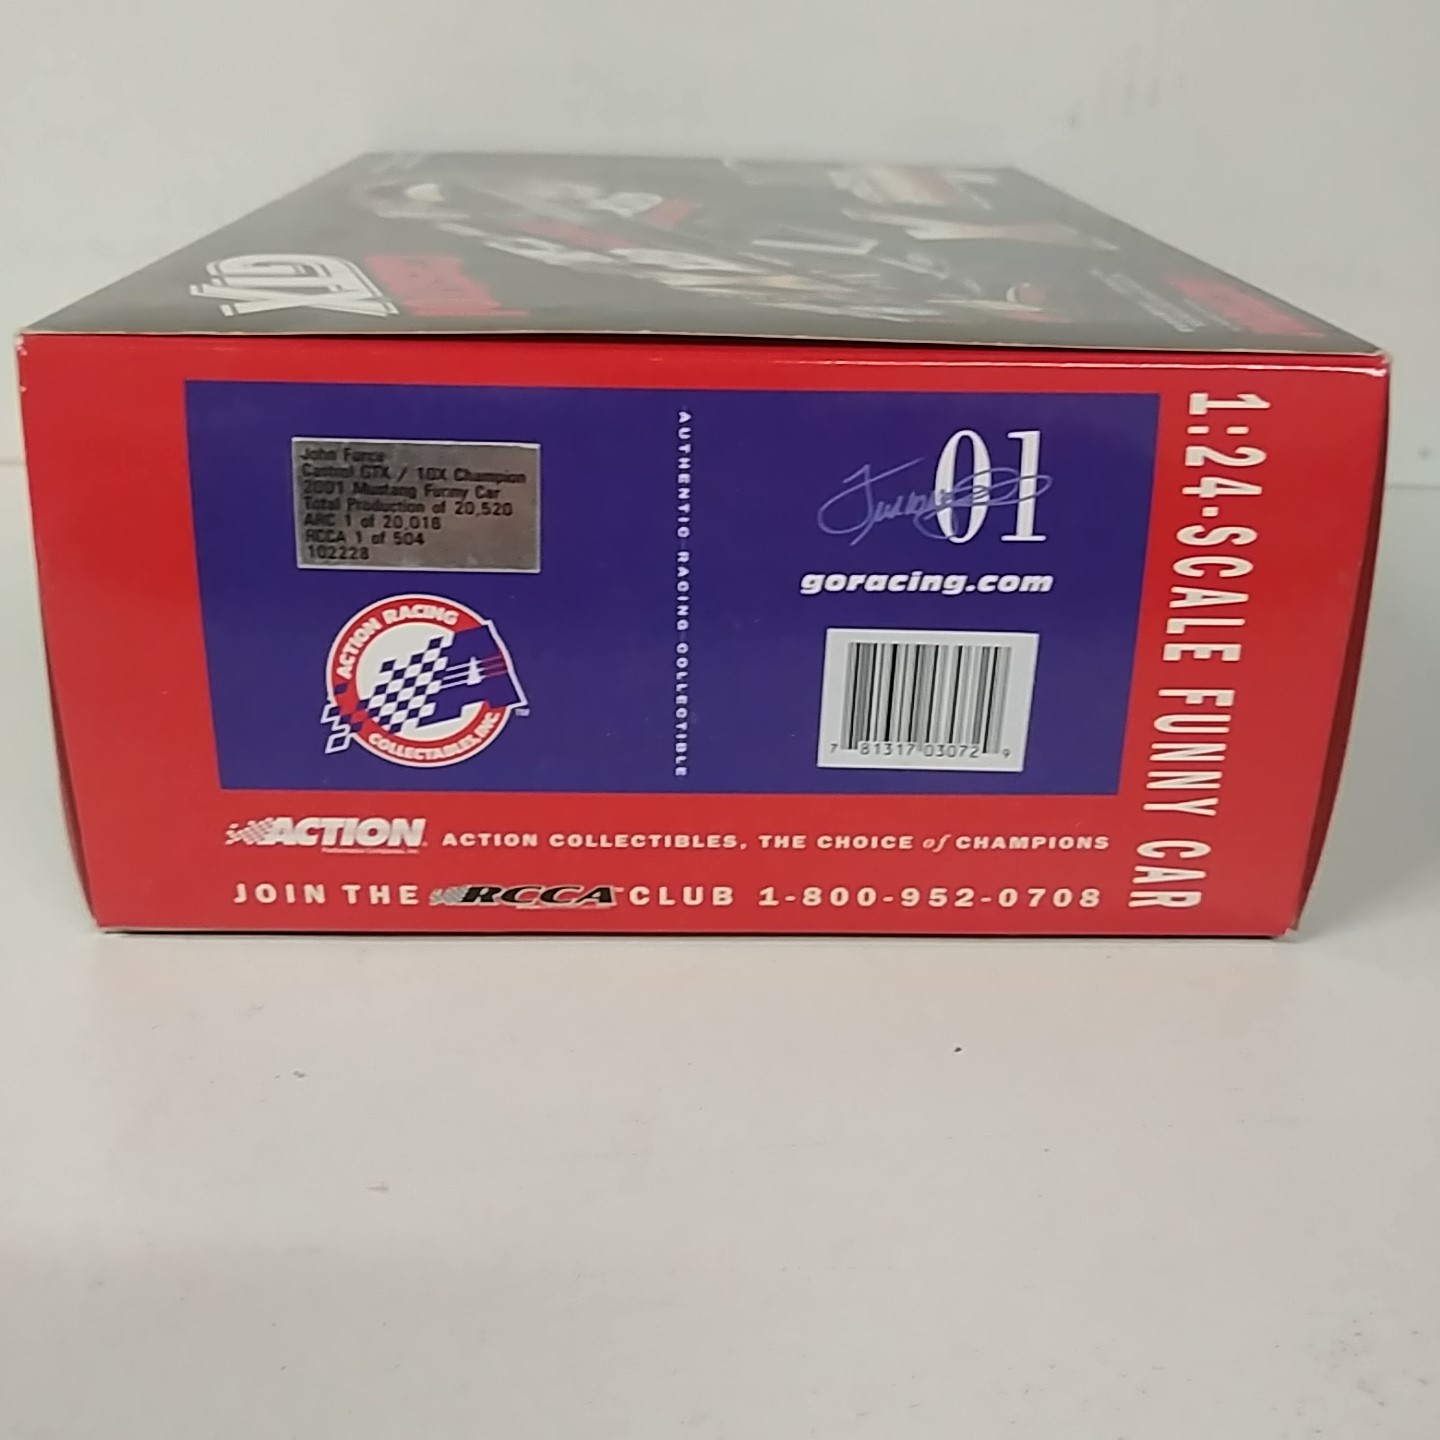 GTX
John Force
Castrol GTX / 10X Champion
2001 Mustang Funny Car
Total Production of 20,520
ARC 1 of 20,016
RCCA 1 of 504
102228
ACTION RACING
COLLECTABLES, INC.
TM
AUTHENTIC RACING COLLECTIBLE
01
goracing.com
7 81317 03072 9
1:24-SCALE FUNNY CAR
ACTION ACTION COLLECTIBLES, THE CHOICE of CHAMPIONS
JOIN THE RCCA CLUB 1-800-952-0708